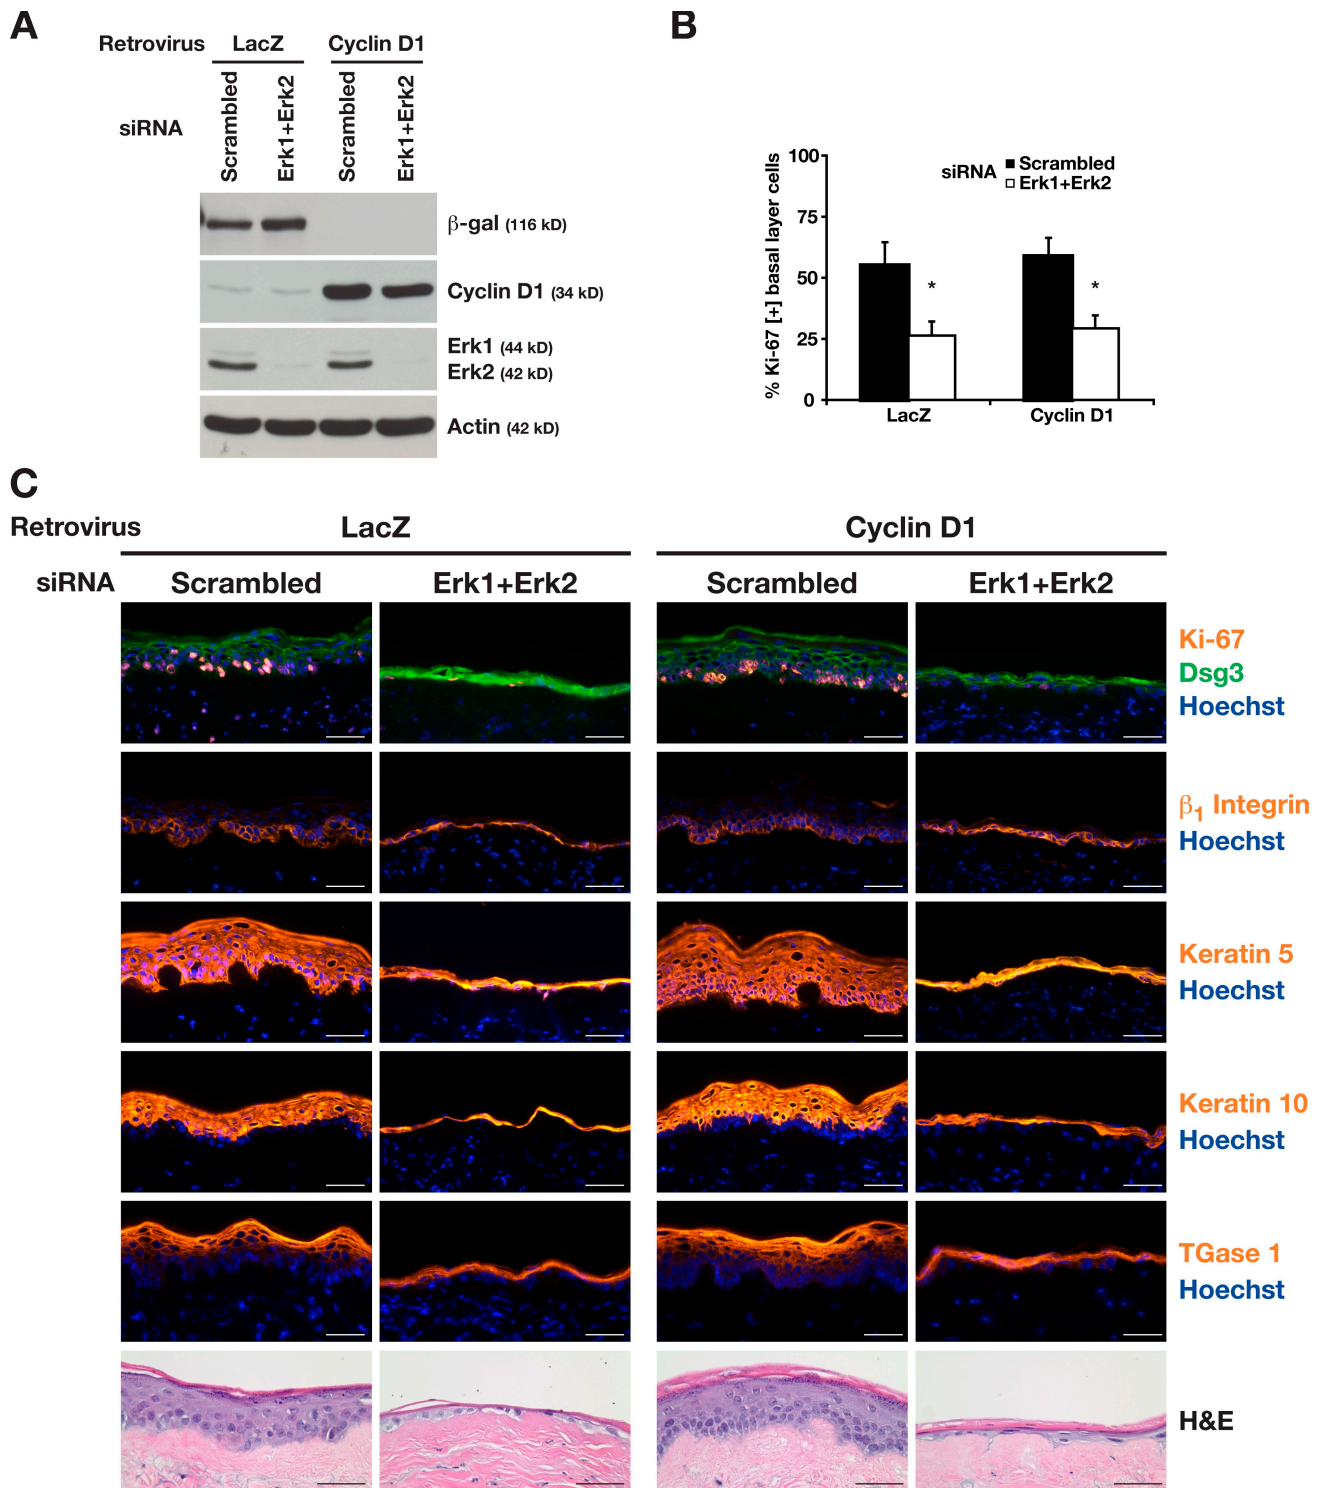 A
Retrovirus LacZ Cyclin D1
siRNA Scrambled Erk1+Erk2 Scrambled Erk1+Erk2
β-gal (116 kD)
Cyclin D1 (34 kD)
Erk1 (44 kD)
Erk2 (42 kD)
Actin (42 kD)
B
% Ki-67 [+] basal layer cells
100
75
50
25
0
siRNA Scrambled
Erk1+Erk2
* *
LacZ Cyclin D1
C
Retrovirus LacZ Cyclin D1
siRNA Scrambled Erk1+Erk2 Scrambled Erk1+Erk2
Ki-67
Dsg3
Hoechst
β1 Integrin
Hoechst
Keratin 5
Hoechst
Keratin 10
Hoechst
TGase 1
Hoechst
H&E